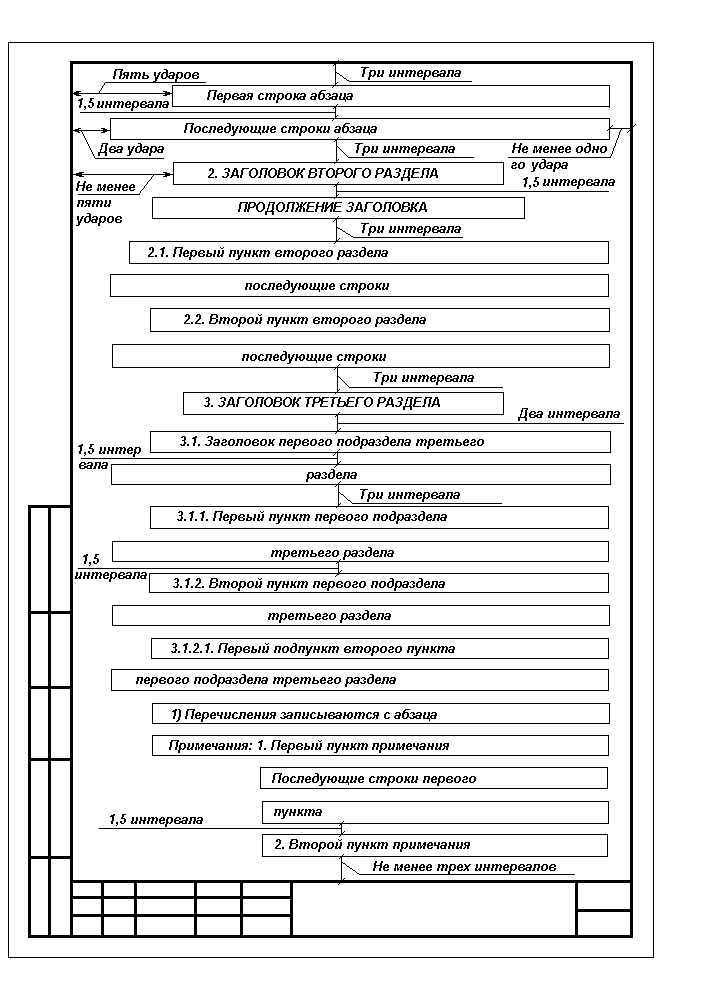 Пять ударов
Три интервала
Первая строка абзаца
1,5 интервала
Последующие строки абзаца
Два удара
Три интервала
Не менее одно
го удара
2. ЗАГОЛОВОК ВТОРОГО РАЗДЕЛА
1,5 интервала
Не менее
пяти
ударов
ПРОДОЛЖЕНИЕ ЗАГОЛОВКА
Три интервала
2.1. Первый пункт второго раздела
последующие строки
2.2. Второй пункт второго раздела
последующие строки
Три интервала
3. ЗАГОЛОВОК ТРЕТЬЕГО РАЗДЕЛА
Два интервала
3.1. Заголовок первого подраздела третьего
1,5 интер
вала
раздела
Три интервала
3.1.1. Первый пункт первого подраздела
третьего раздела
1,5
интервала
3.1.2. Второй пункт первого подраздела
третьего раздела
3.1.2.1. Первый подпункт второго пункта
первого подраздела третьего раздела
1) Перечисления записываются с абзаца
Примечания: 1. Первый пункт примечания
Последующие строки первого
пункта
1,5 интервала
2. Второй пункт примечания
Не менее трех интервалов